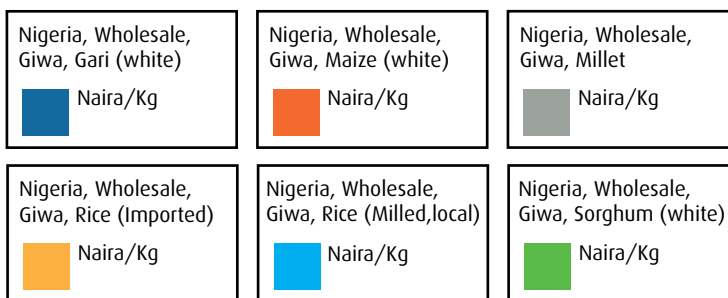 Nigeria, Wholesale,
Giwa, Gari (white)
Naira/Kg
Nigeria, Wholesale,
Giwa, Maize (white)
Naira/Kg
Nigeria, Wholesale,
Giwa, Millet
Naira/Kg
Nigeria, Wholesale,
Giwa, Rice (Imported)
Naira/Kg
Nigeria, Wholesale,
Giwa, Rice (Milled,local)
Naira/Kg
Nigeria, Wholesale,
Giwa, Sorghum (white)
Naira/Kg